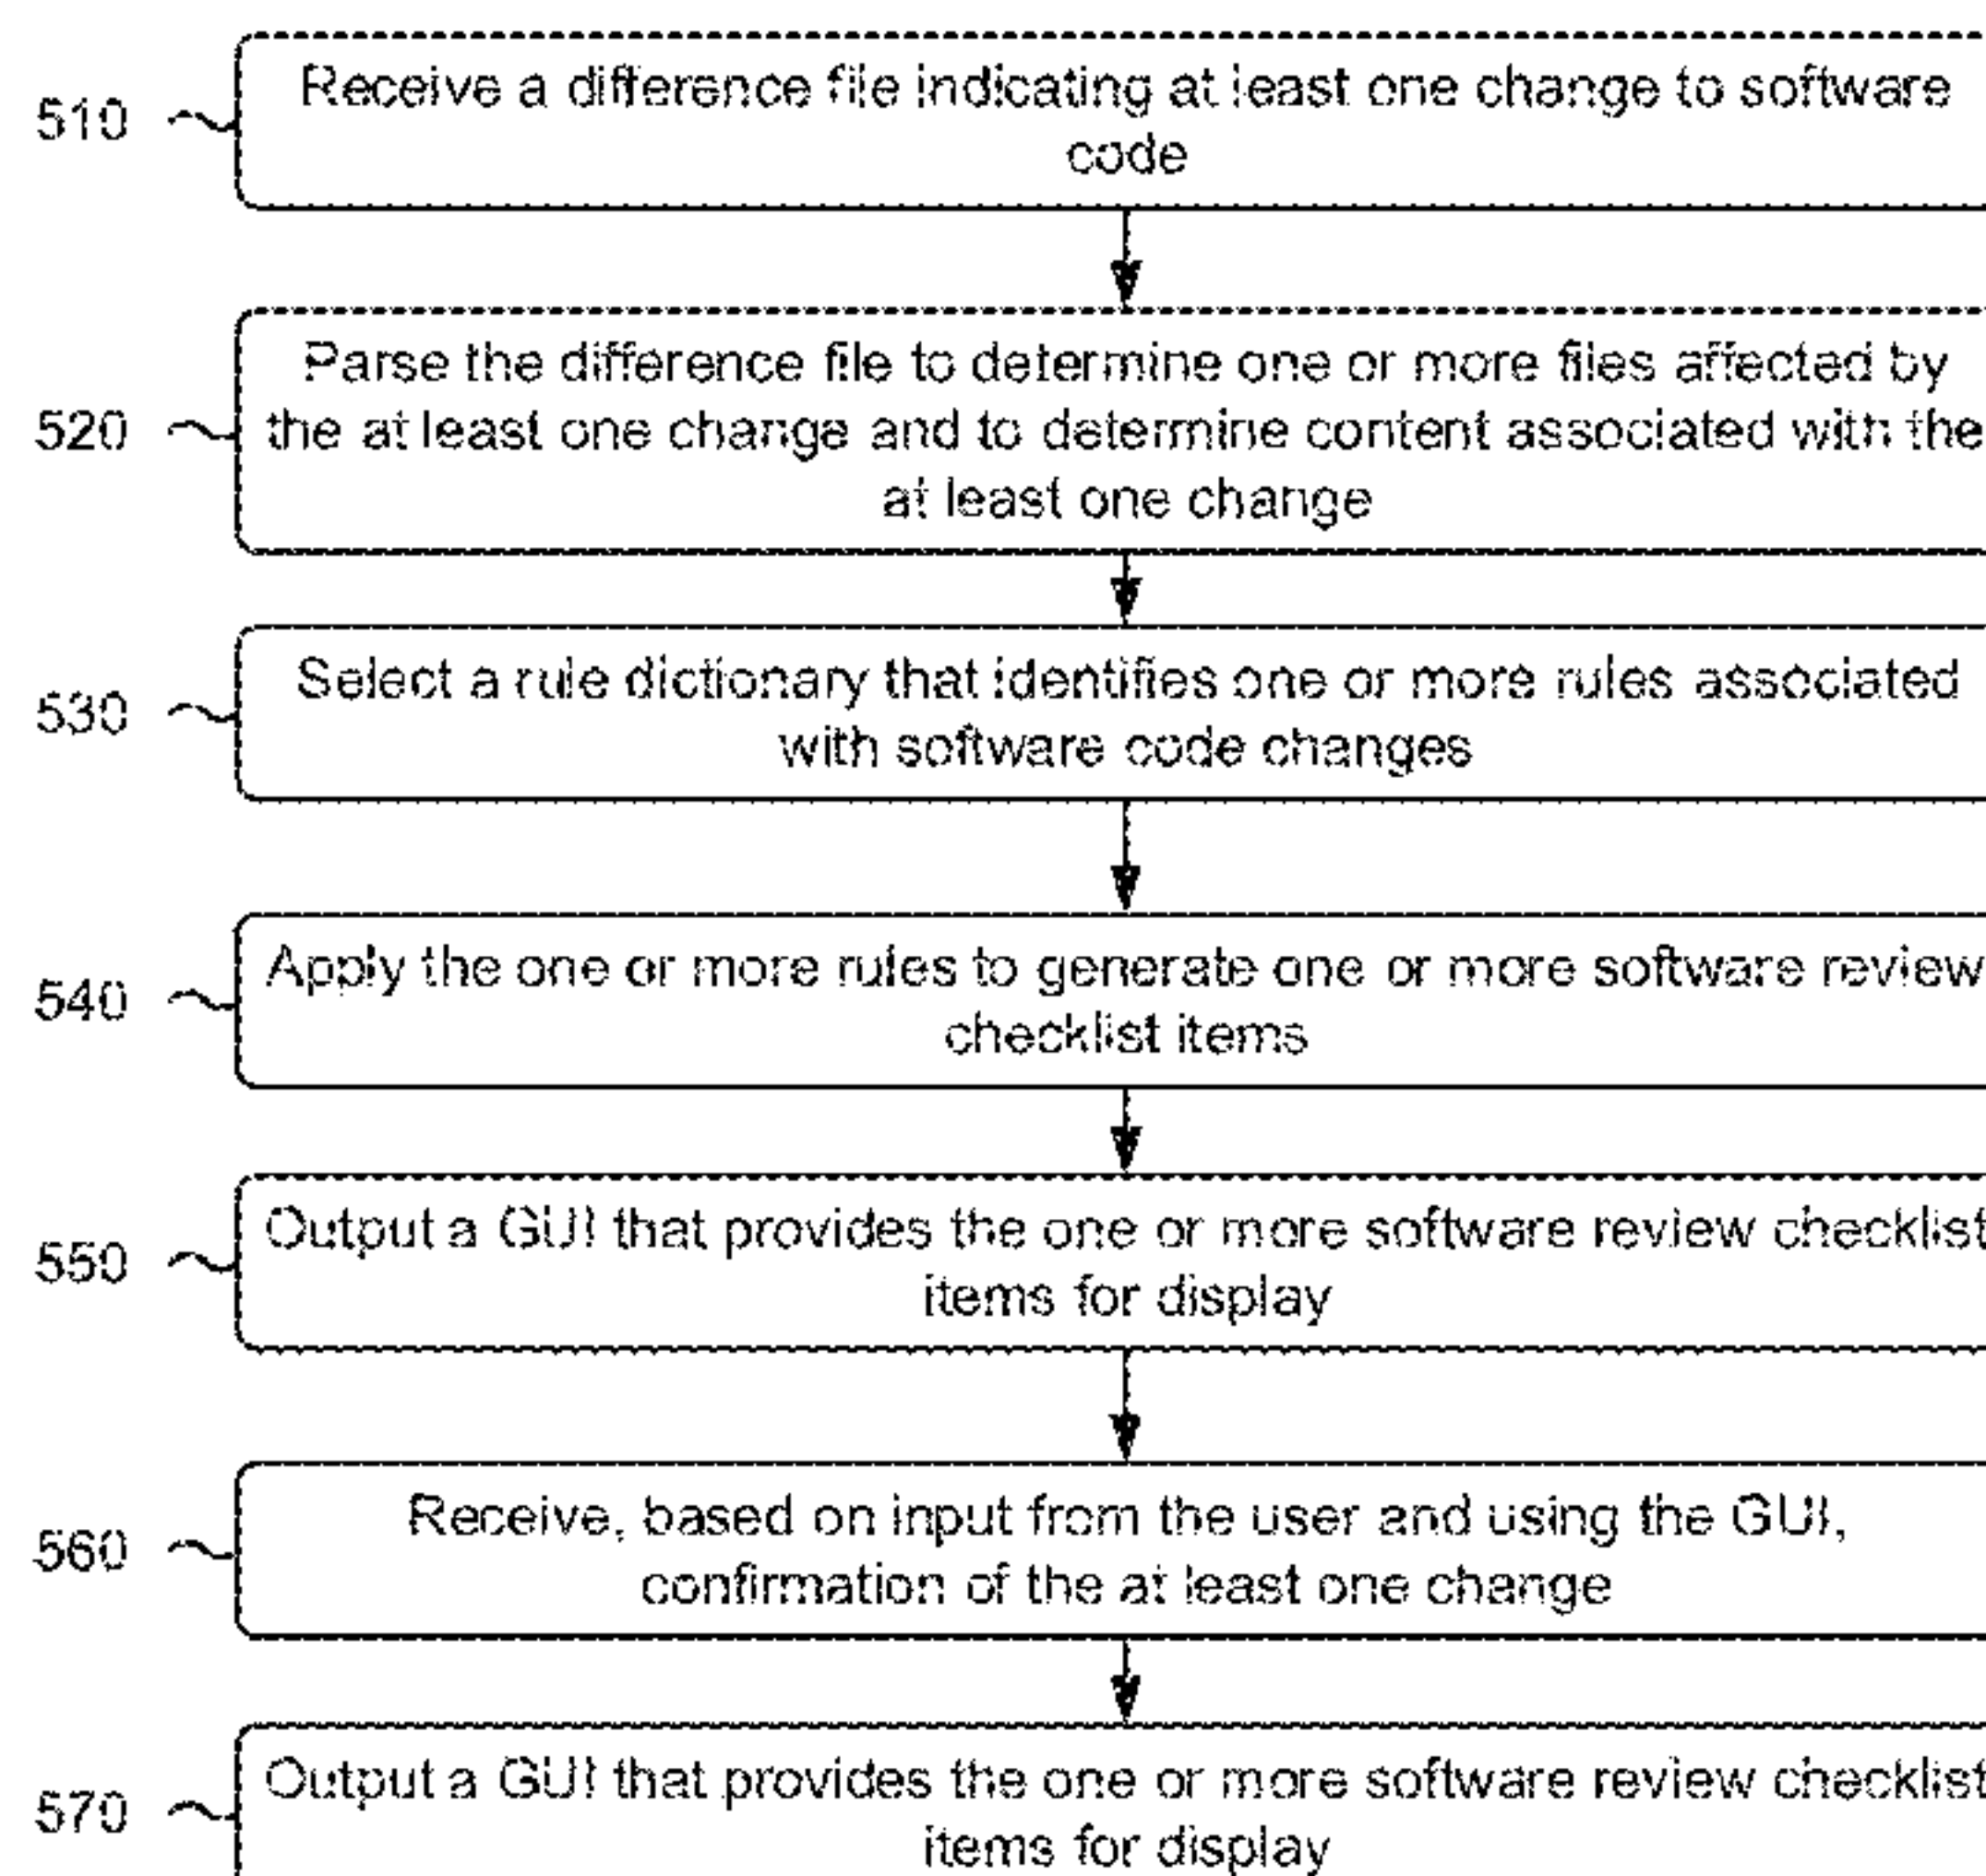 510
Receive a difference file indicating at least one change to software
code
520
Parse the difference file to determine one or more files affected by
the at least one change and to determine content associated with the
at least one change
530
Select a rule dictionary that identifies one or more rules associated
with software code changes
540
Apply the one or more rules to generate one or more software review
checklist items
550
Output a GUI that provides the one or more software review checklist
items for display
560
Receive, based on input from the user and using the GUI,
confirmation of the at least one change
570
Output a GUI that provides the one or more software review checklist
items for display